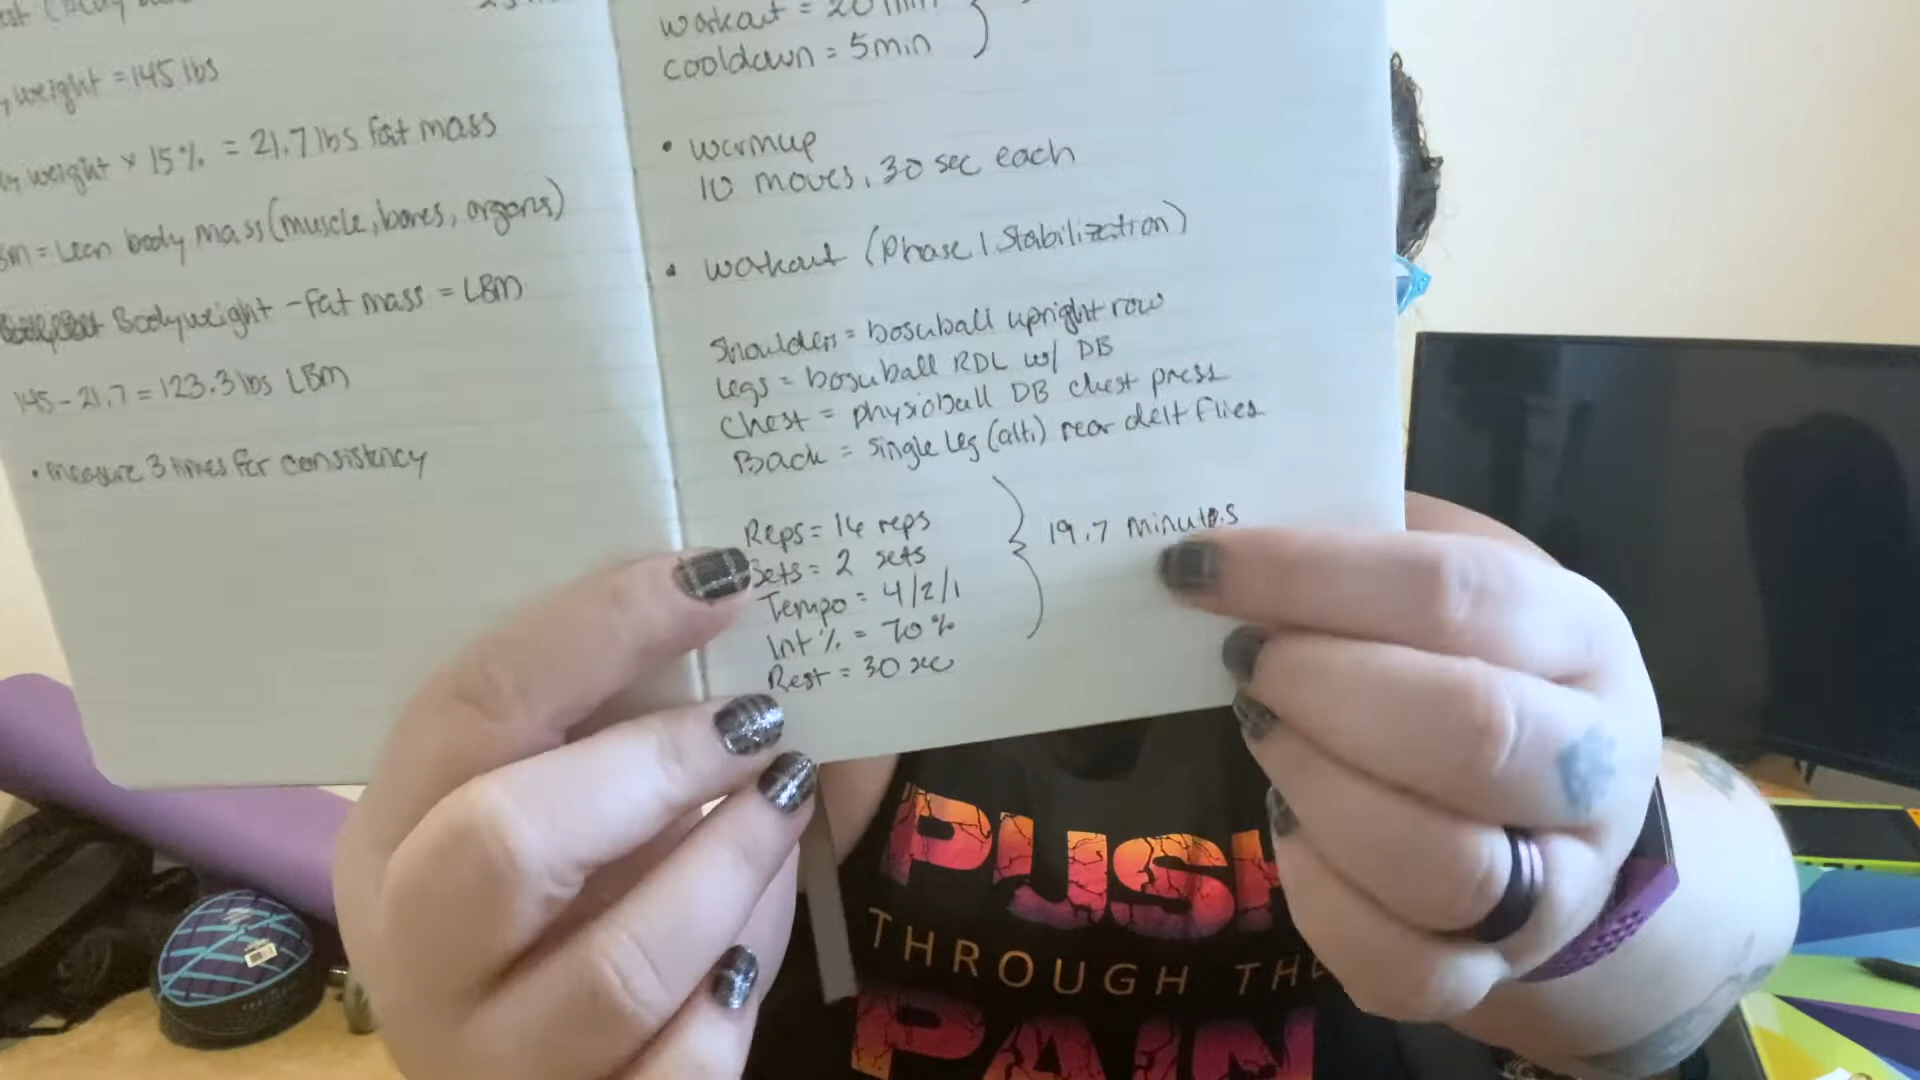 weight = 145 lbs
weight × 15% = 21.7 lbs fat mass
= Lean body mass (muscle, bones, organs)
Bodyweight - fat mass = LBM
145 - 21.7 = 123.3 lbs LBM
• measure 3 times for consistency
workout = 20 min
cooldown = 5min
• warmup
10 moves, 30 sec each
• workout (Phase 1 Stabilization)
Shoulders = bosuball upright row
Legs = bosuball RDL w/ DB
Chest = physioball DB chest press
Back = single leg (alt.) rear delt flies
Reps = 14 reps
Sets = 2 sets
Tempo = 4/2/1
Int % = 70%
Rest = 30 sec
19.7 minutes
PUSH
THROUGH THE
PAIN